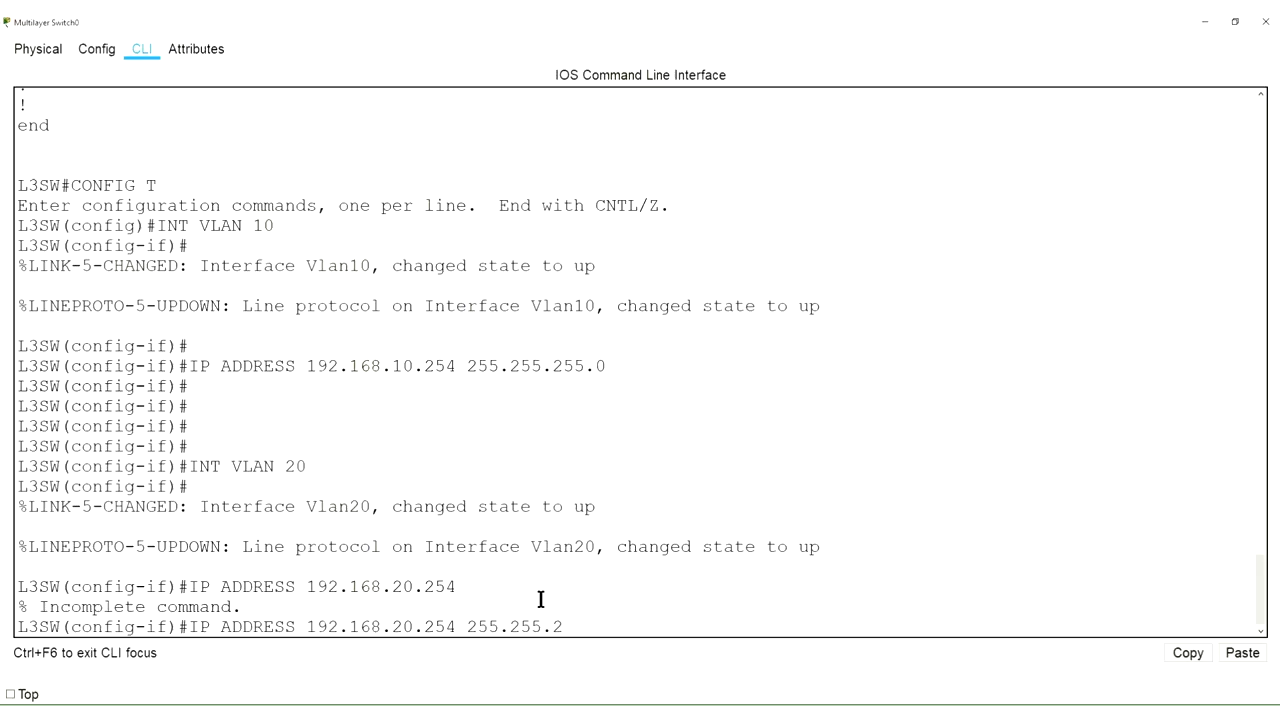 Multilayer Switch0
Physical Config CLI Attributes
IOS Command Line Interface
!
!
end
L3SW#CONFIG T
Enter configuration commands, one per line.  End with CNTL/Z.
L3SW(config)#INT VLAN 10
L3SW(config-if)#
%LINK-5-CHANGED: Interface Vlan10, changed state to up
%LINEPROTO-5-UPDOWN: Line protocol on Interface Vlan10, changed state to up
L3SW(config-if)#
L3SW(config-if)#IP ADDRESS 192.168.10.254 255.255.255.0
L3SW(config-if)#
L3SW(config-if)#
L3SW(config-if)#
L3SW(config-if)#
L3SW(config-if)#INT VLAN 20
L3SW(config-if)#
%LINK-5-CHANGED: Interface Vlan20, changed state to up
%LINEPROTO-5-UPDOWN: Line protocol on Interface Vlan20, changed state to up
L3SW(config-if)#IP ADDRESS 192.168.20.254
% Incomplete command.
L3SW(config-if)#IP ADDRESS 192.168.20.254 255.255.2
Ctrl+F6 to exit CLI focus
Copy Paste
Top